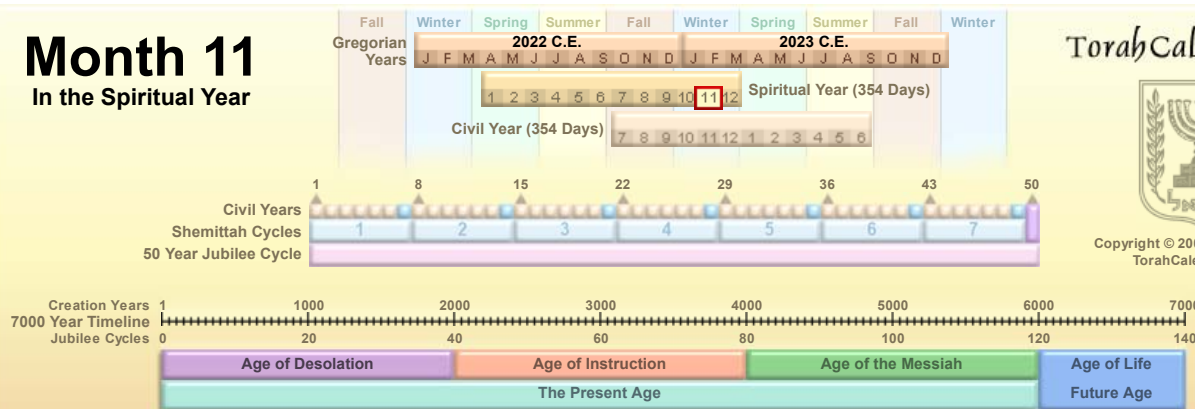 Month 11
In the Spiritual Year
Fall Winter Spring Summer Fall Winter Spring Summer Fall Winter
Gregorian Years
2022 C.E. 2023 C.E.
J F M A M J J A S O N D J F M A M J J A S O N D
1 2 3 4 5 6 7 8 9 10 11 12 Spiritual Year (354 Days)
Civil Year (354 Days) 7 8 9 10 11 12 1 2 3 4 5 6
1 8 15 22 29 36 43 50
Civil Years
Shemittah Cycles 1 2 3 4 5 6 7
50 Year Jubilee Cycle
Torah Cal
Copyright © 20
TorahCale
Creation Years 1 1000 2000 3000 4000 5000 6000 7000
7000 Year Timeline
Jubilee Cycles 0 20 40 60 80 100 120 140
Age of Desolation Age of Instruction Age of the Messiah Age of Life
The Present Age Future Age